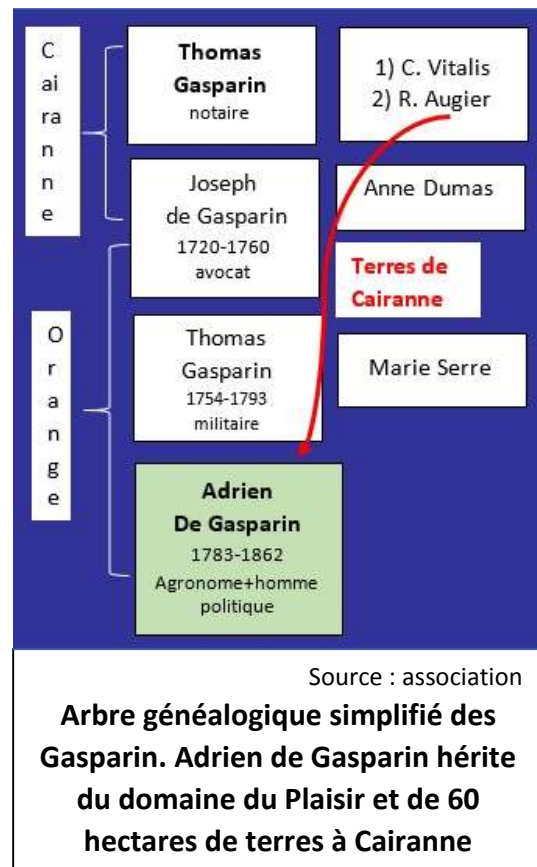 C
ai
ra
n
n
e
Thomas
Gasparin
notaire
1) C. Vitalis
2) R. Augier
Joseph
de Gasparin
1720-1760
avocat
Anne Dumas
Terres de
Cairanne
O
r
a
n
g
e
Thomas
Gasparin
1754-1793
militaire
Marie Serre
Adrien
De Gasparin
1783-1862
Agronome+homme
politique
Source : association
Arbre généalogique simplifié des
Gasparin. Adrien de Gasparin hérite
du domaine du Plaisir et de 60
hectares de terres à Cairanne